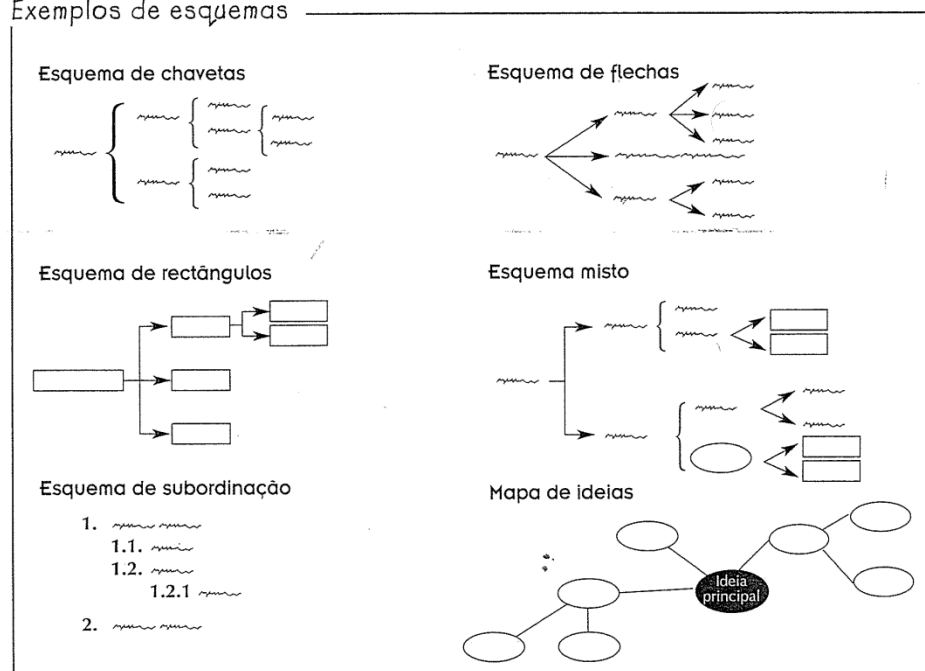 Exemplos de esquemas
Esquema de chavetas
Esquema de flechas
Esquema de rectângulos
Esquema misto
Esquema de subordinação
1.
1.1.
1.2.
1.2.1
2.
Mapa de ideias
Ideia
principal